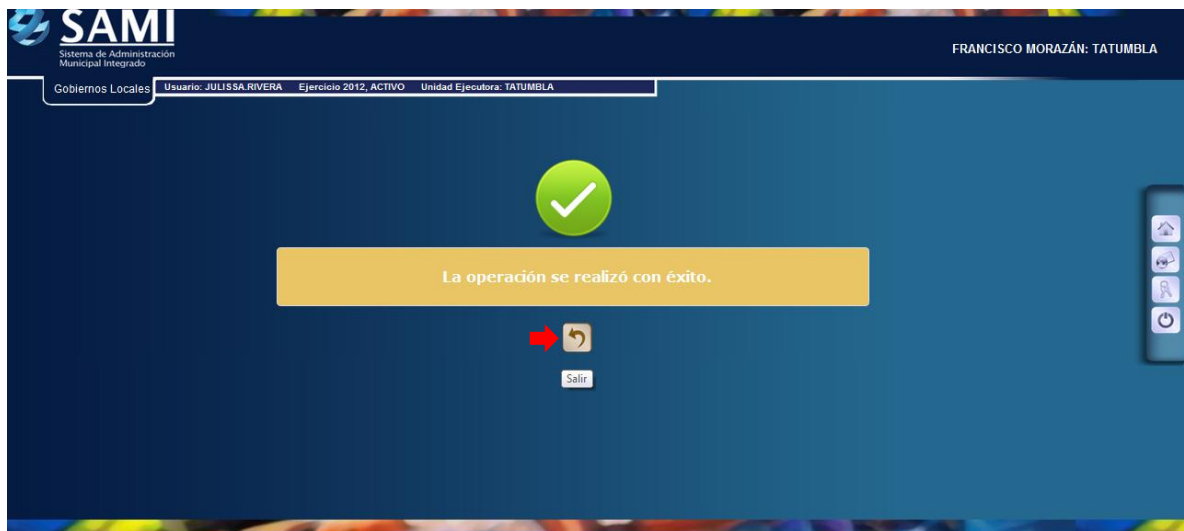 SAMI
Sistema de Administración
Municipal Integrado
FRANCISCO MORAZÁN: TATUMBLA
Gobiernos Locales
Usuario: JULISSA.RIVERA Ejercicio 2012, ACTIVO Unidad Ejecutora: TATUMBLA
La operación se realizó con éxito.
Salir